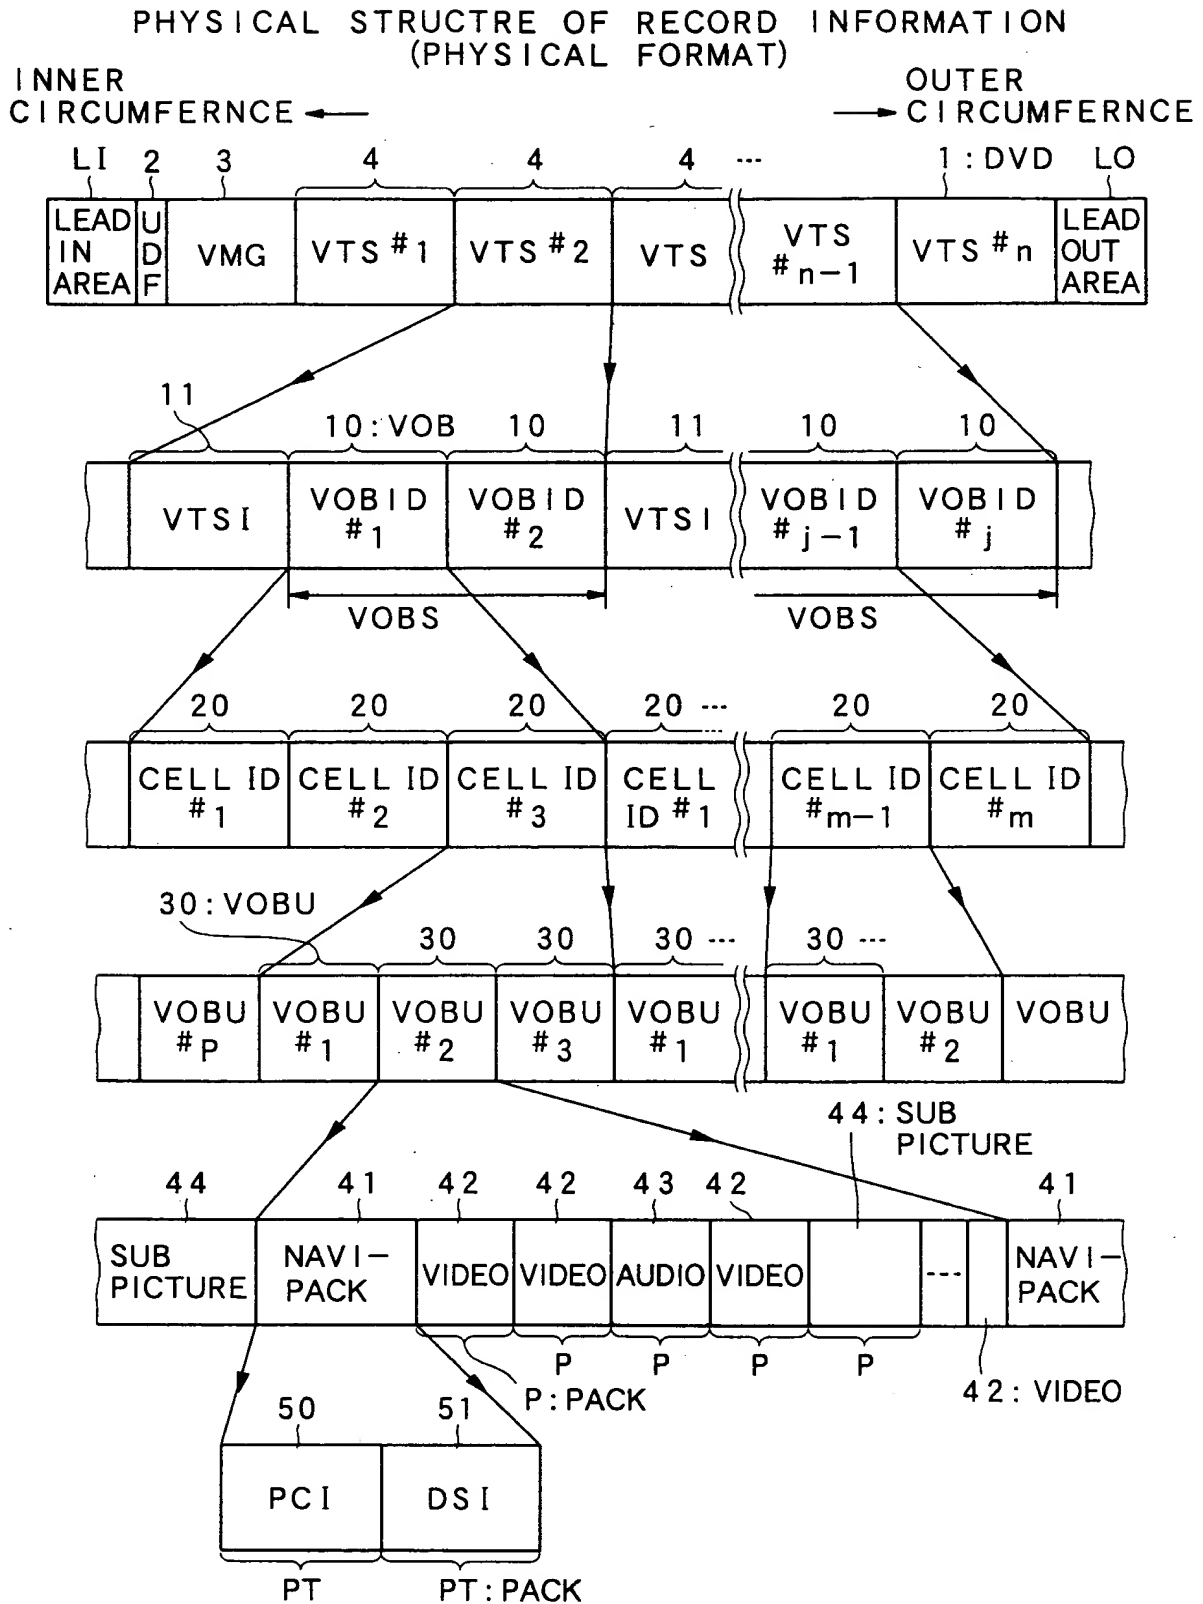 PHYSICAL STRUCTRE OF RECORD INFORMATION
(PHYSICAL FORMAT)
INNER
CIRCUMFERNCE
OUTER
CIRCUMFERNCE
LI 2 3 4 4 4 ... 1:DVD LO
LEAD IN AREA
UDF
VMG
VTS #1
VTS #2
VTS
VTS #n-1
VTS #n
LEAD OUT AREA
11 10:VOB 10 11 10 10
VTSI
VOBID #1
VOBID #2
VTSI
VOBID #j-1
VOBID #j
VOBS VOBS
20 20 20 20 ... 20 20
CELL ID #1
CELL ID #2
CELL ID #3
CELL ID #1
CELL ID #m-1
CELL ID #m
30:VOBU 30 30 30 ... 30 ...
VOBU #P
VOBU #1
VOBU #2
VOBU #3
VOBU #1
VOBU #1
VOBU #2
VOBU
44:SUB PICTURE
44 41 42 42 43 42 41
SUB PICTURE
NAVI-PACK
VIDEO
VIDEO
AUDIO
VIDEO
---
NAVI-PACK
P:PACK P P P P
42:VIDEO
50 51
PCI DSI
PT PT:PACK